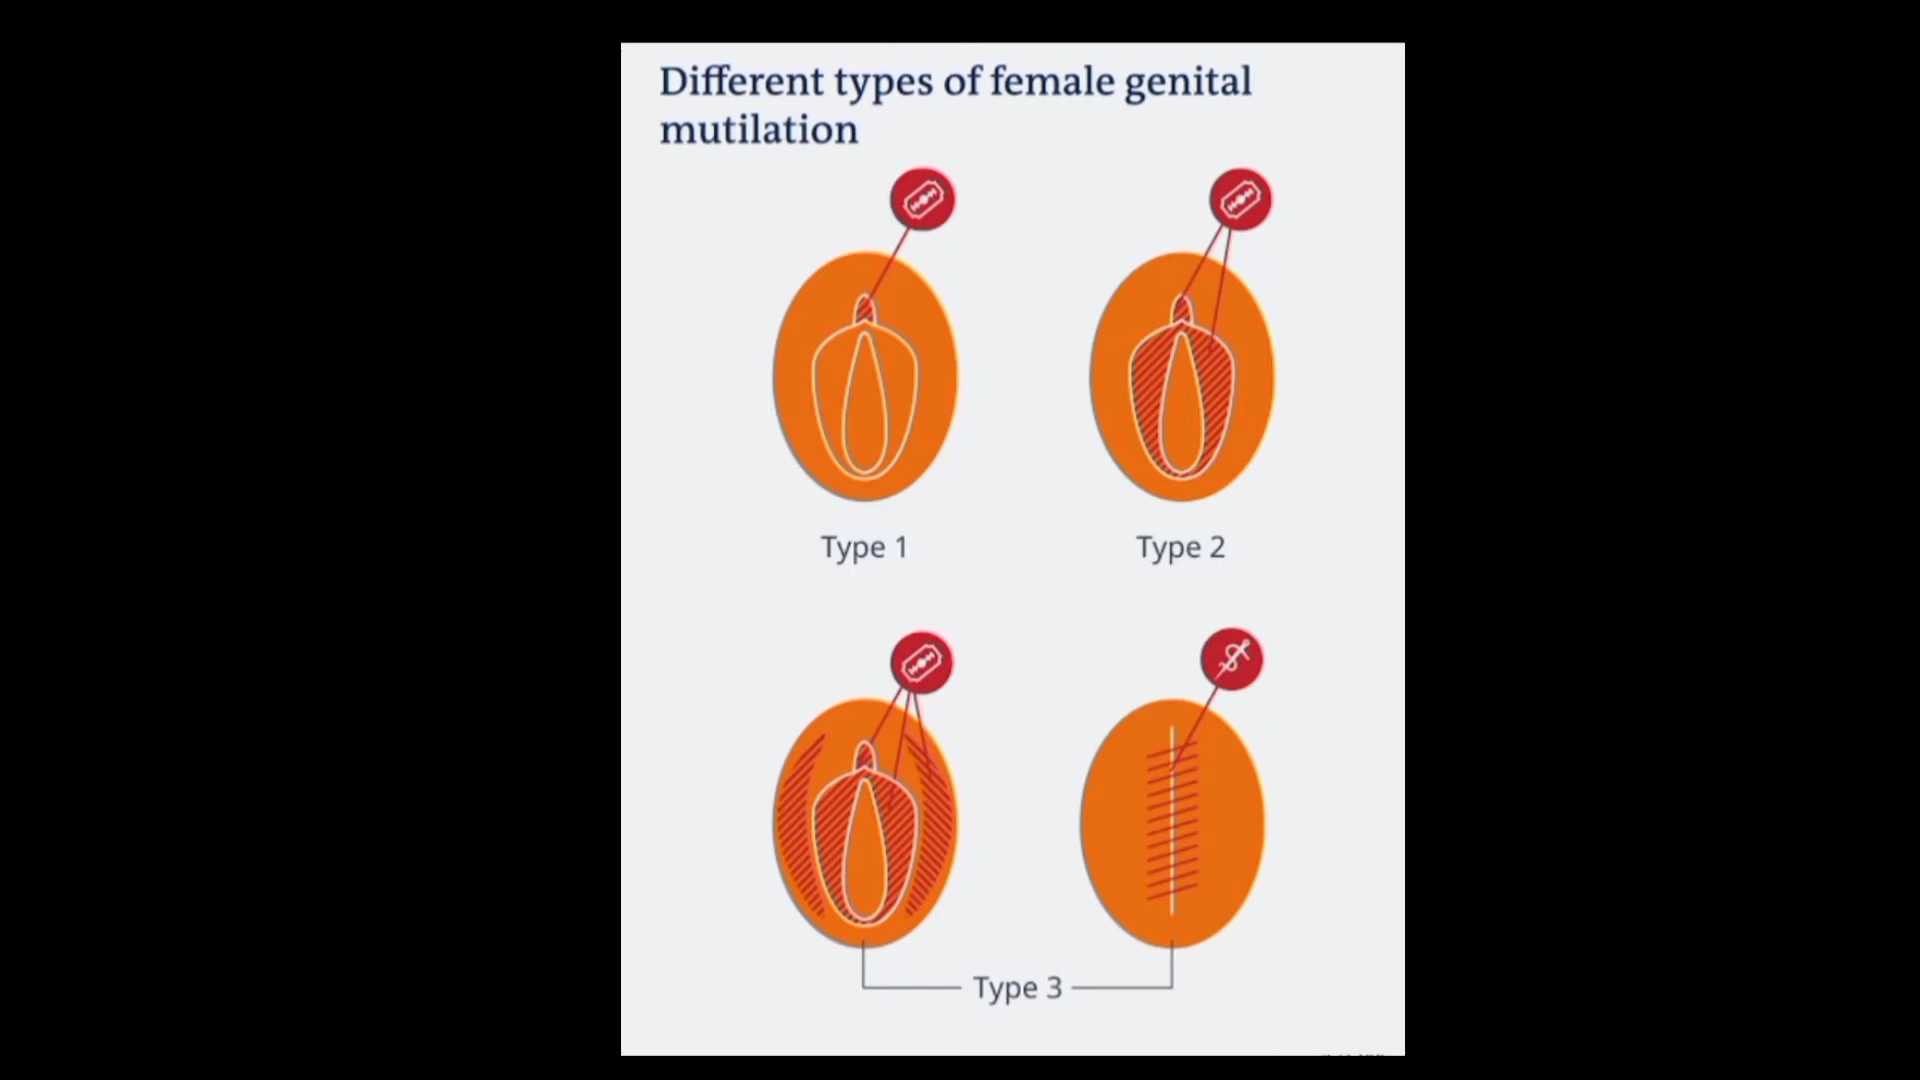 Different types of female genital
mutilation
Type 1
Type 2
Type 3